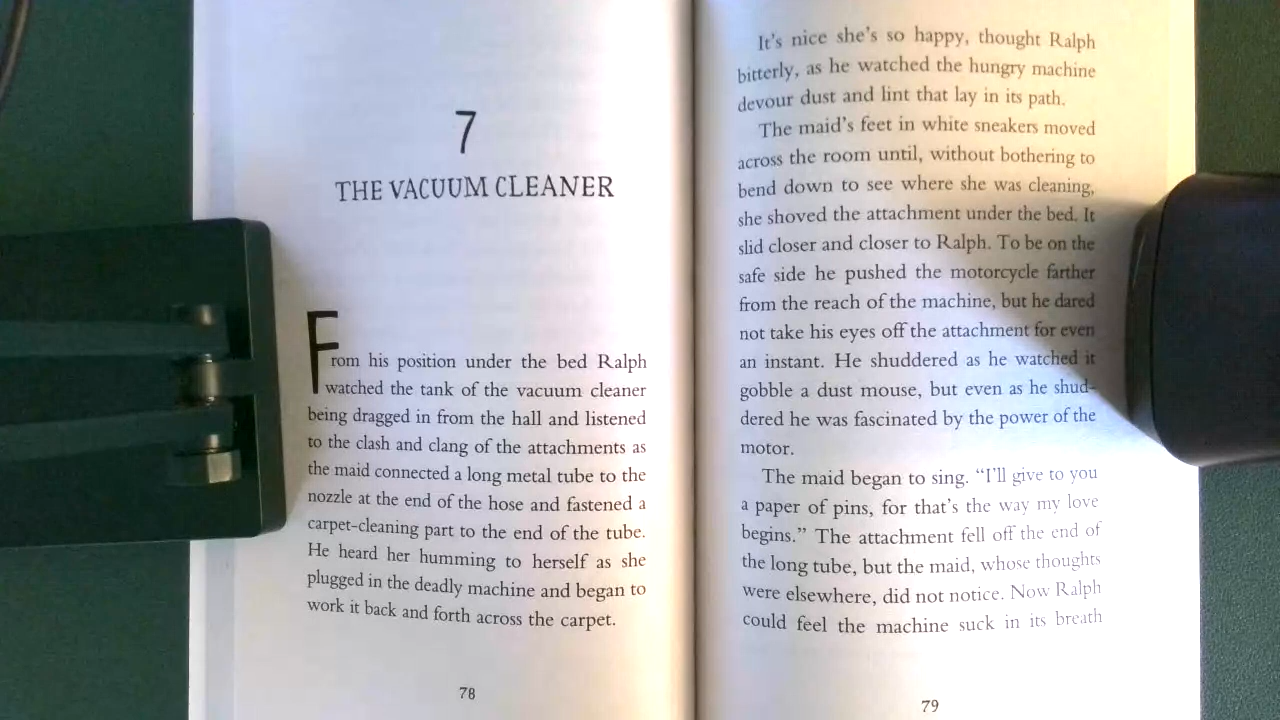 7
THE VACUUM CLEANER
From his position under the bed Ralph
watched the tank of the vacuum cleaner
being dragged in from the hall and listened
to the clash and clang of the attachments as
the maid connected a long metal tube to the
nozzle at the end of the hose and fastened a
carpet-cleaning part to the end of the tube.
He heard her humming to herself as she
plugged in the deadly machine and began to
work it back and forth across the carpet.
78
It's nice she's so happy, thought Ralph
bitterly, as he watched the hungry machine
devour dust and lint that lay in its path.
The maid's feet in white sneakers moved
across the room until, without bothering to
bend down to see where she was cleaning,
she shoved the attachment under the bed. It
slid closer and closer to Ralph. To be on the
safe side he pushed the motorcycle farther
from the reach of the machine, but he dared
not take his eyes off the attachment for even
an instant. He shuddered as he watched it
gobble a dust mouse, but even as he shud-
dered he was fascinated by the power of the
motor.
The maid began to sing. “I'll give to you
a paper of pins, for that's the way my love
begins.” The attachment fell off the end of
the long tube, but the maid, whose thoughts
were elsewhere, did not notice. Now Ralph
could feel the machine suck in its breath
79